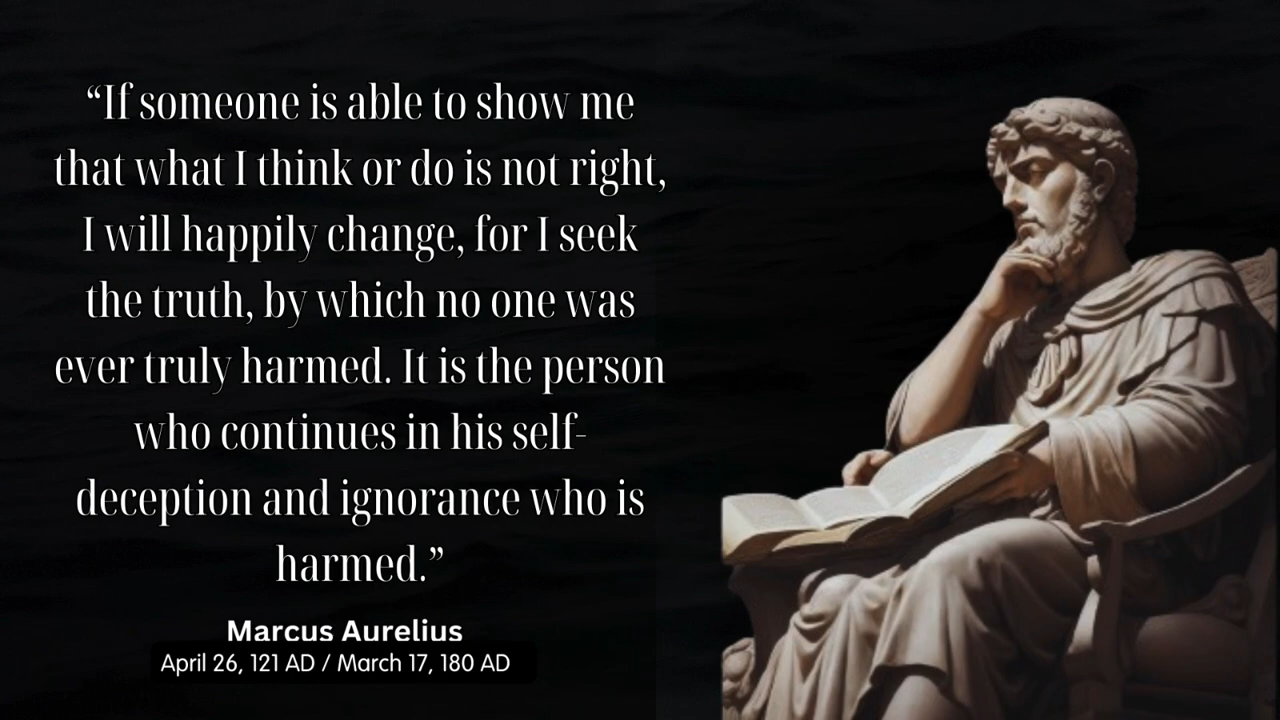 “If someone is able to show me
that what I think or do is not right,
I will happily change, for I seek
the truth, by which no one was
ever truly harmed. It is the person
who continues in his self-
deception and ignorance who is
harmed.”
Marcus Aurelius
April 26, 121 AD / March 17, 180 AD